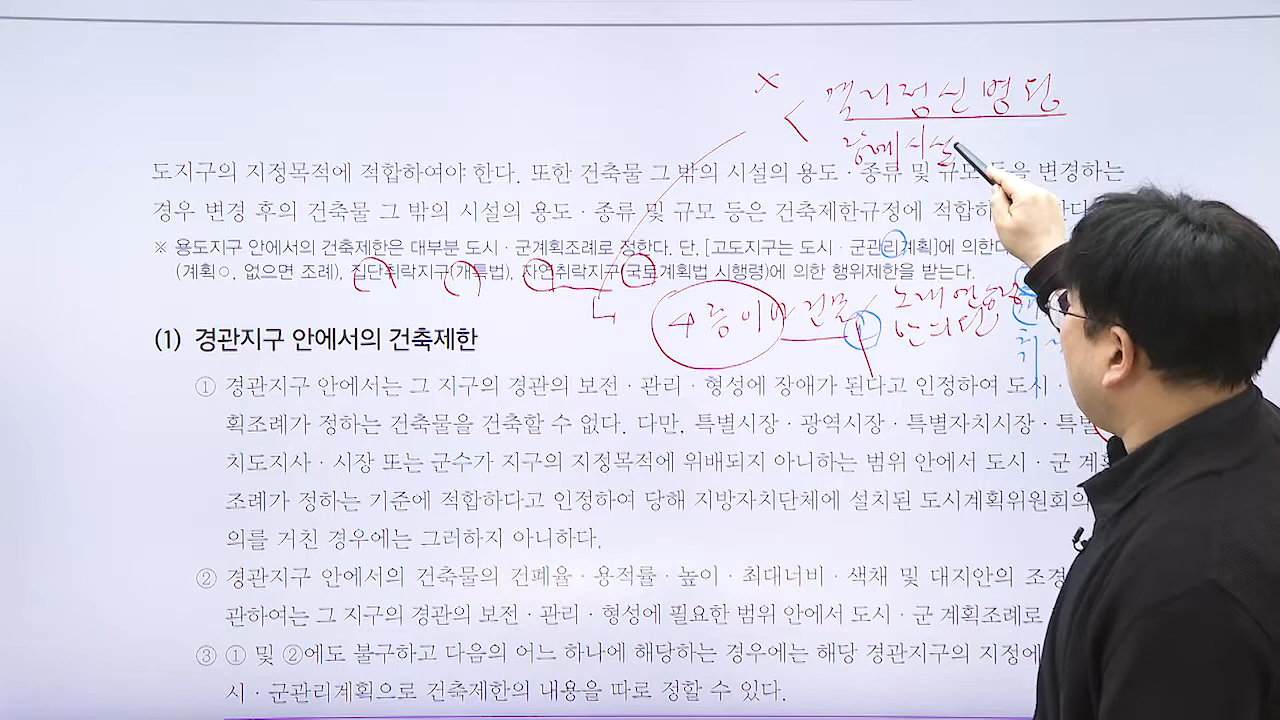 격리점신병원
장례시설
도지구의 지정목적에 적합하여야 한다. 또한 건축물 그 밖의 시설의 용도 · 종류 및 규모 등을 변경하는
경우 변경 후의 건축물 그 밖의 시설의 용도 · 종류 및 규모 등은 건축제한규정에 적합하
※ 용도지구 안에서의 건축제한은 대부분 도시 · 군계획조례로 정한다. 단, [고도지구는 도시 · 군관리계획]에 의한다
(계획○, 없으면 조례), 집단취락지구(개특법), 자연취락지구(국토계획법 시행령)에 의한 행위제한을 받는다.
4층이하 건물
단의점
(1) 경관지구 안에서의 건축제한
① 경관지구 안에서는 그 지구의 경관의 보전 · 관리 · 형성에 장애가 된다고 인정하여 도시 ·
획조례가 정하는 건축물을 건축할 수 없다. 다만, 특별시장 · 광역시장 · 특별자치시장 · 특별
치도지사 · 시장 또는 군수가 지구의 지정목적에 위배되지 아니하는 범위 안에서 도시 · 군 계획
조례가 정하는 기준에 적합하다고 인정하여 당해 지방자치단체에 설치된 도시계획위원회의
의를 거친 경우에는 그러하지 아니하다.
② 경관지구 안에서의 건축물의 건폐율 · 용적률 · 높이 · 최대너비 · 색채 및 대지안의 조경
관하여는 그 지구의 경관의 보전 · 관리 · 형성에 필요한 범위 안에서 도시 · 군 계획조례로
③ ① 및 ②에도 불구하고 다음의 어느 하나에 해당하는 경우에는 해당 경관지구의 지정에
시 · 군관리계획으로 건축제한의 내용을 따로 정할 수 있다.